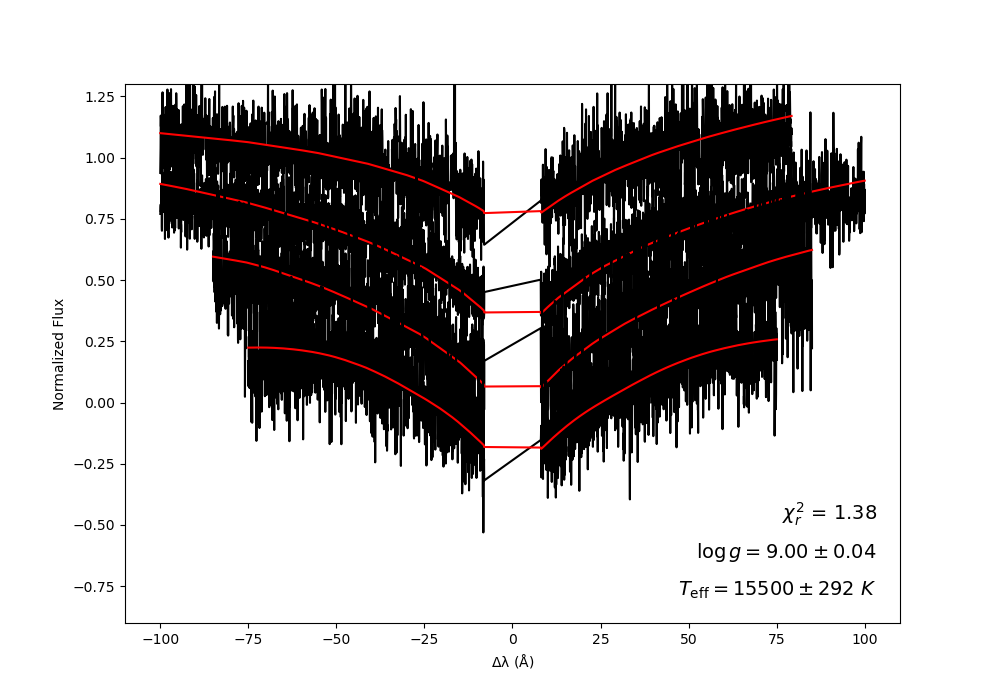 1.25
1.00
0.75
0.50
0.25
0.00
−0.25
−0.50
−0.75
Normalized Flux
χ²ᵣ = 1.38
log g = 9.00 ± 0.04
T_eff = 15500 ± 292 K
−100 −75 −50 −25 0 25 50 75 100
Δλ (Å)